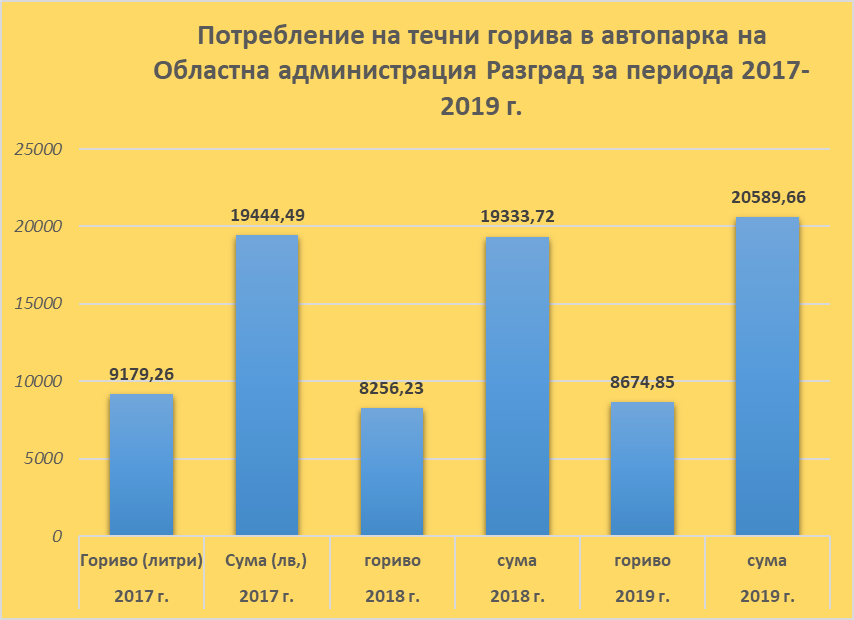 Потребление на течни горива в автопарка на
Областна администрация Разград за периода 2017-
2019 г.
25000
20000
15000
10000
5000
0
9179,26
19444,49
8256,23
19333,72
8674,85
20589,66
Гориво (литри) Сума (лв,) гориво сума гориво сума
2017 г. 2017 г. 2018 г. 2018 г. 2019 г. 2019 г.